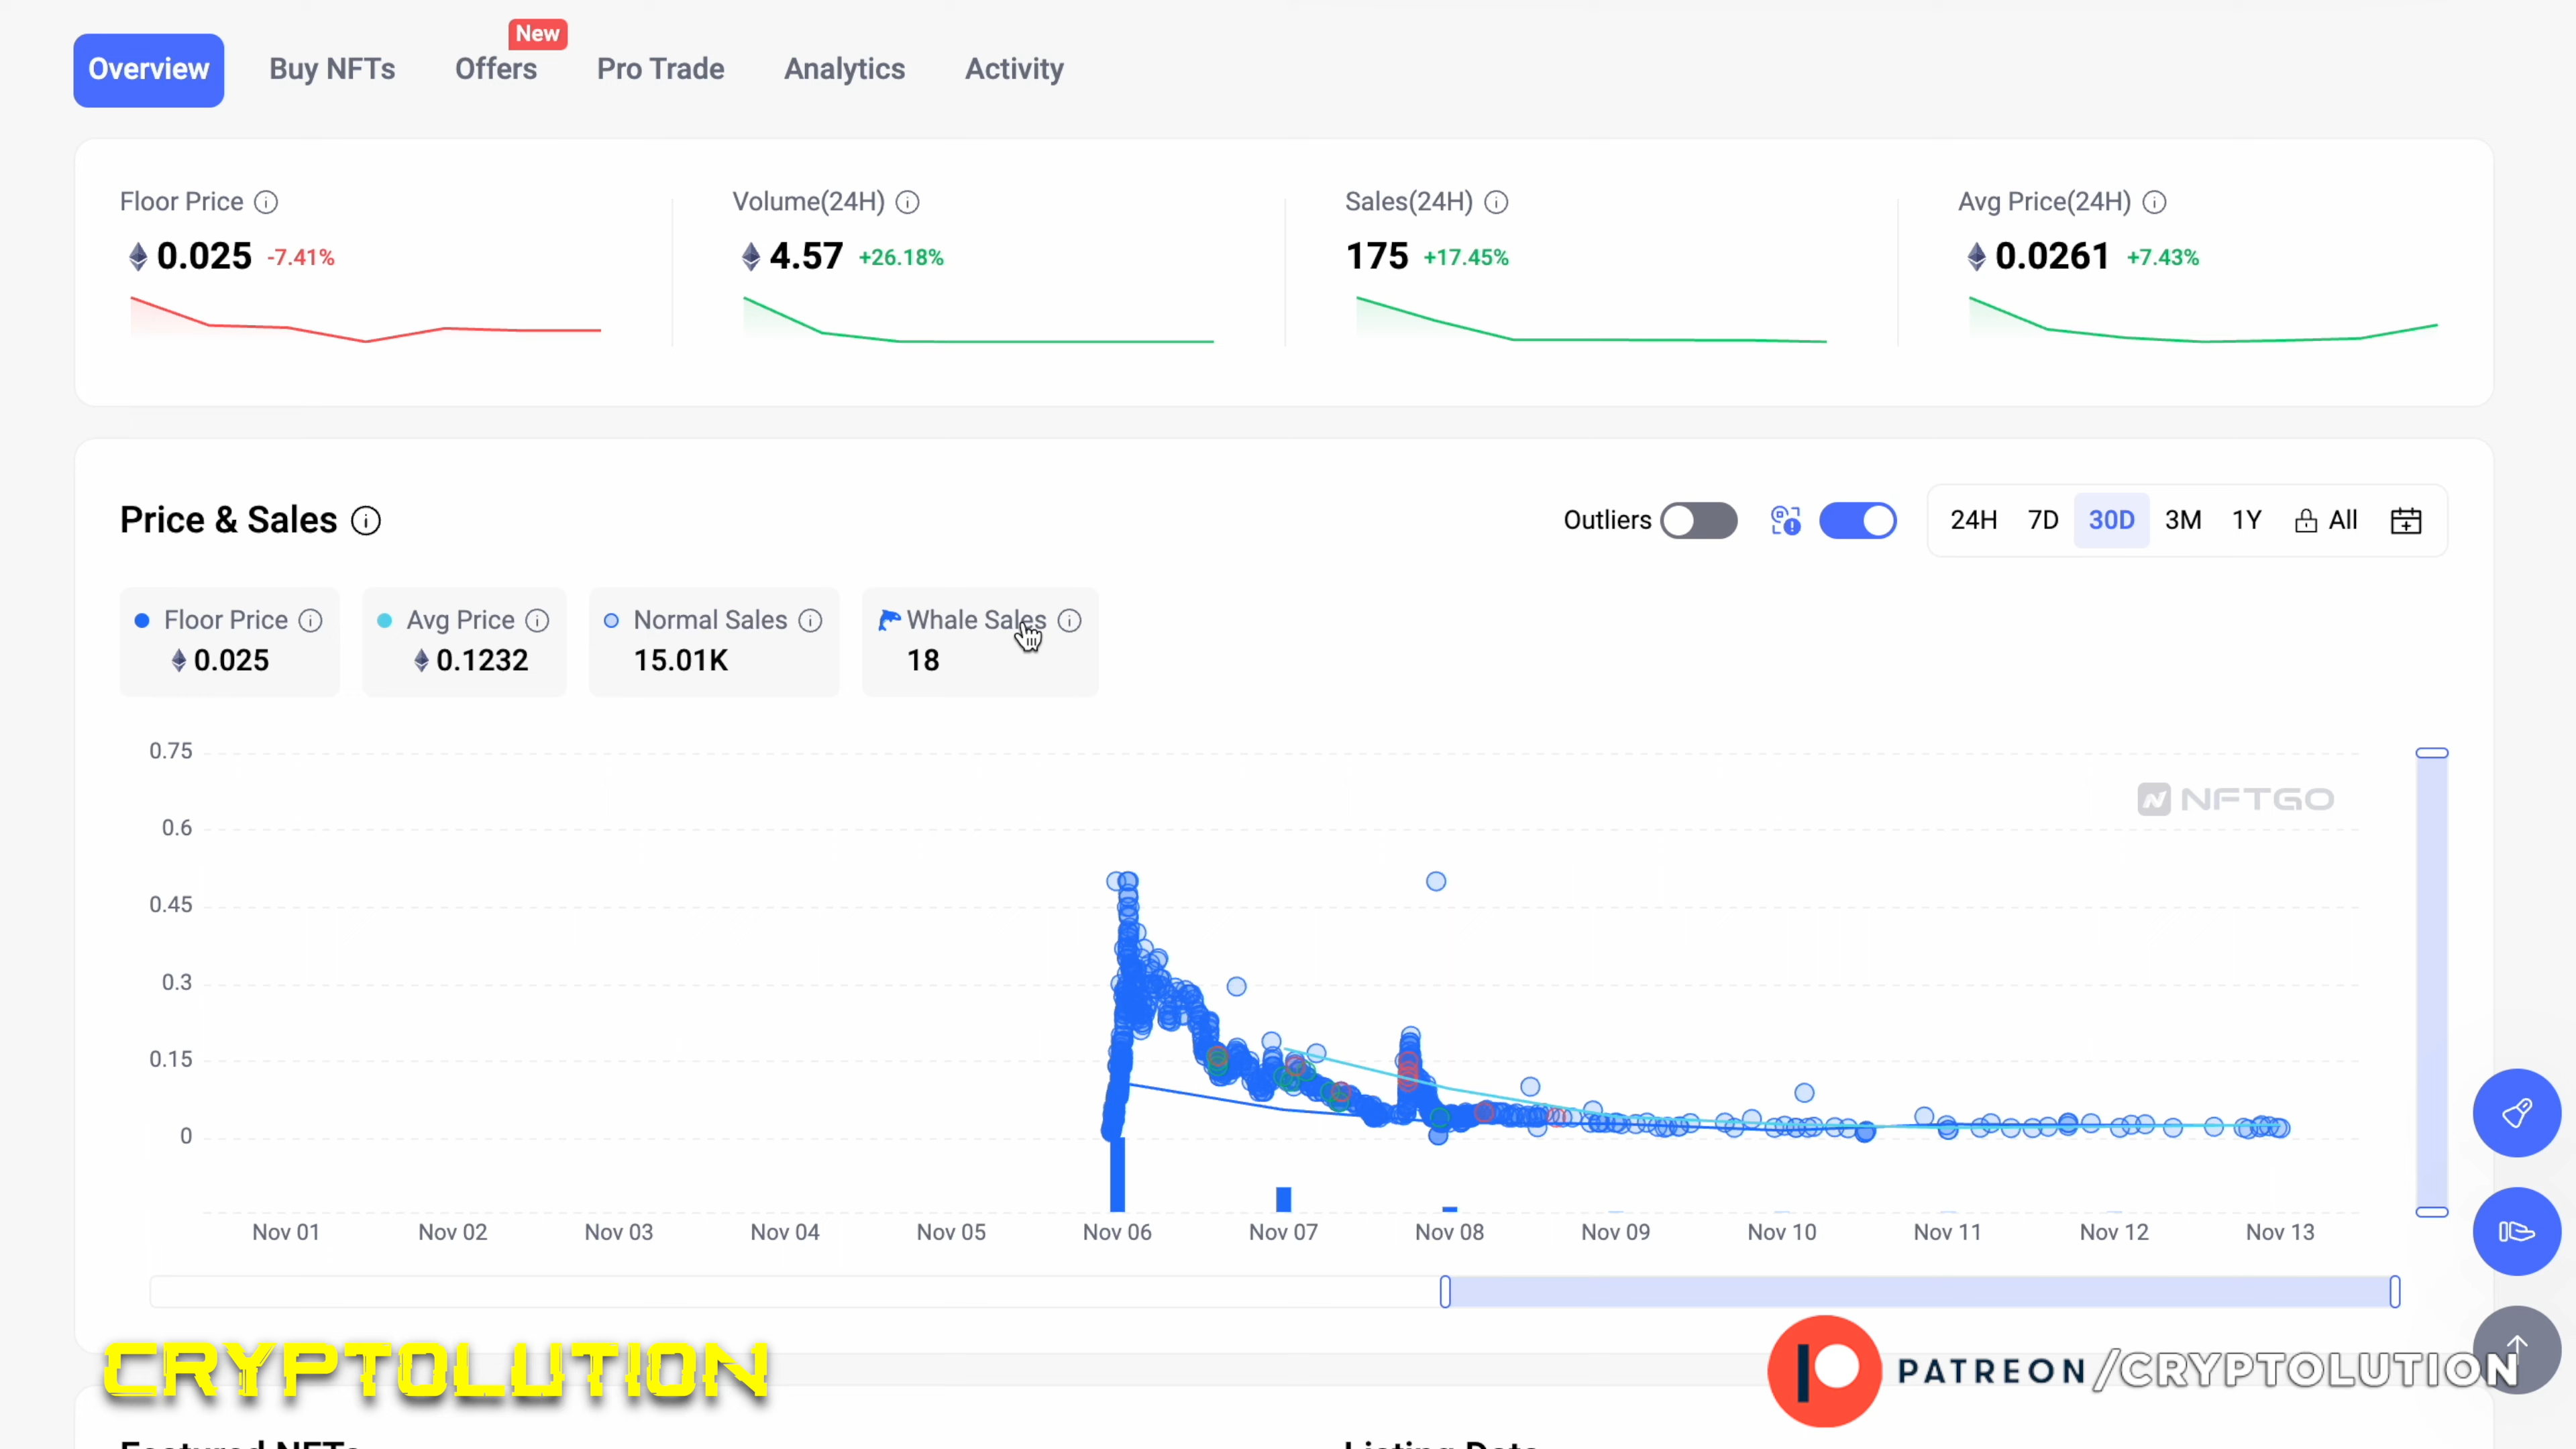 New
Overview Buy NFTs Offers Pro Trade Analytics Activity
Floor Price Volume(24H) Sales(24H) Avg Price(24H)
0.025 -7.41% 4.57 +26.18% 175 +17.45% 0.0261 +7.43%
Price & Sales Outliers 24H 7D 30D 3M 1Y All
Floor Price Avg Price Normal Sales Whale Sales
0.025 0.1232 15.01K 18
0.75
NFTGO
0.6
0.45
0.3
0.15
0
Nov 01 Nov 02 Nov 03 Nov 04 Nov 05 Nov 06 Nov 07 Nov 08 Nov 09 Nov 10 Nov 11 Nov 12 Nov 13
CRYPTOLUTION PATREON/CRYPTOLUTION
Featured NFTs Listing Data